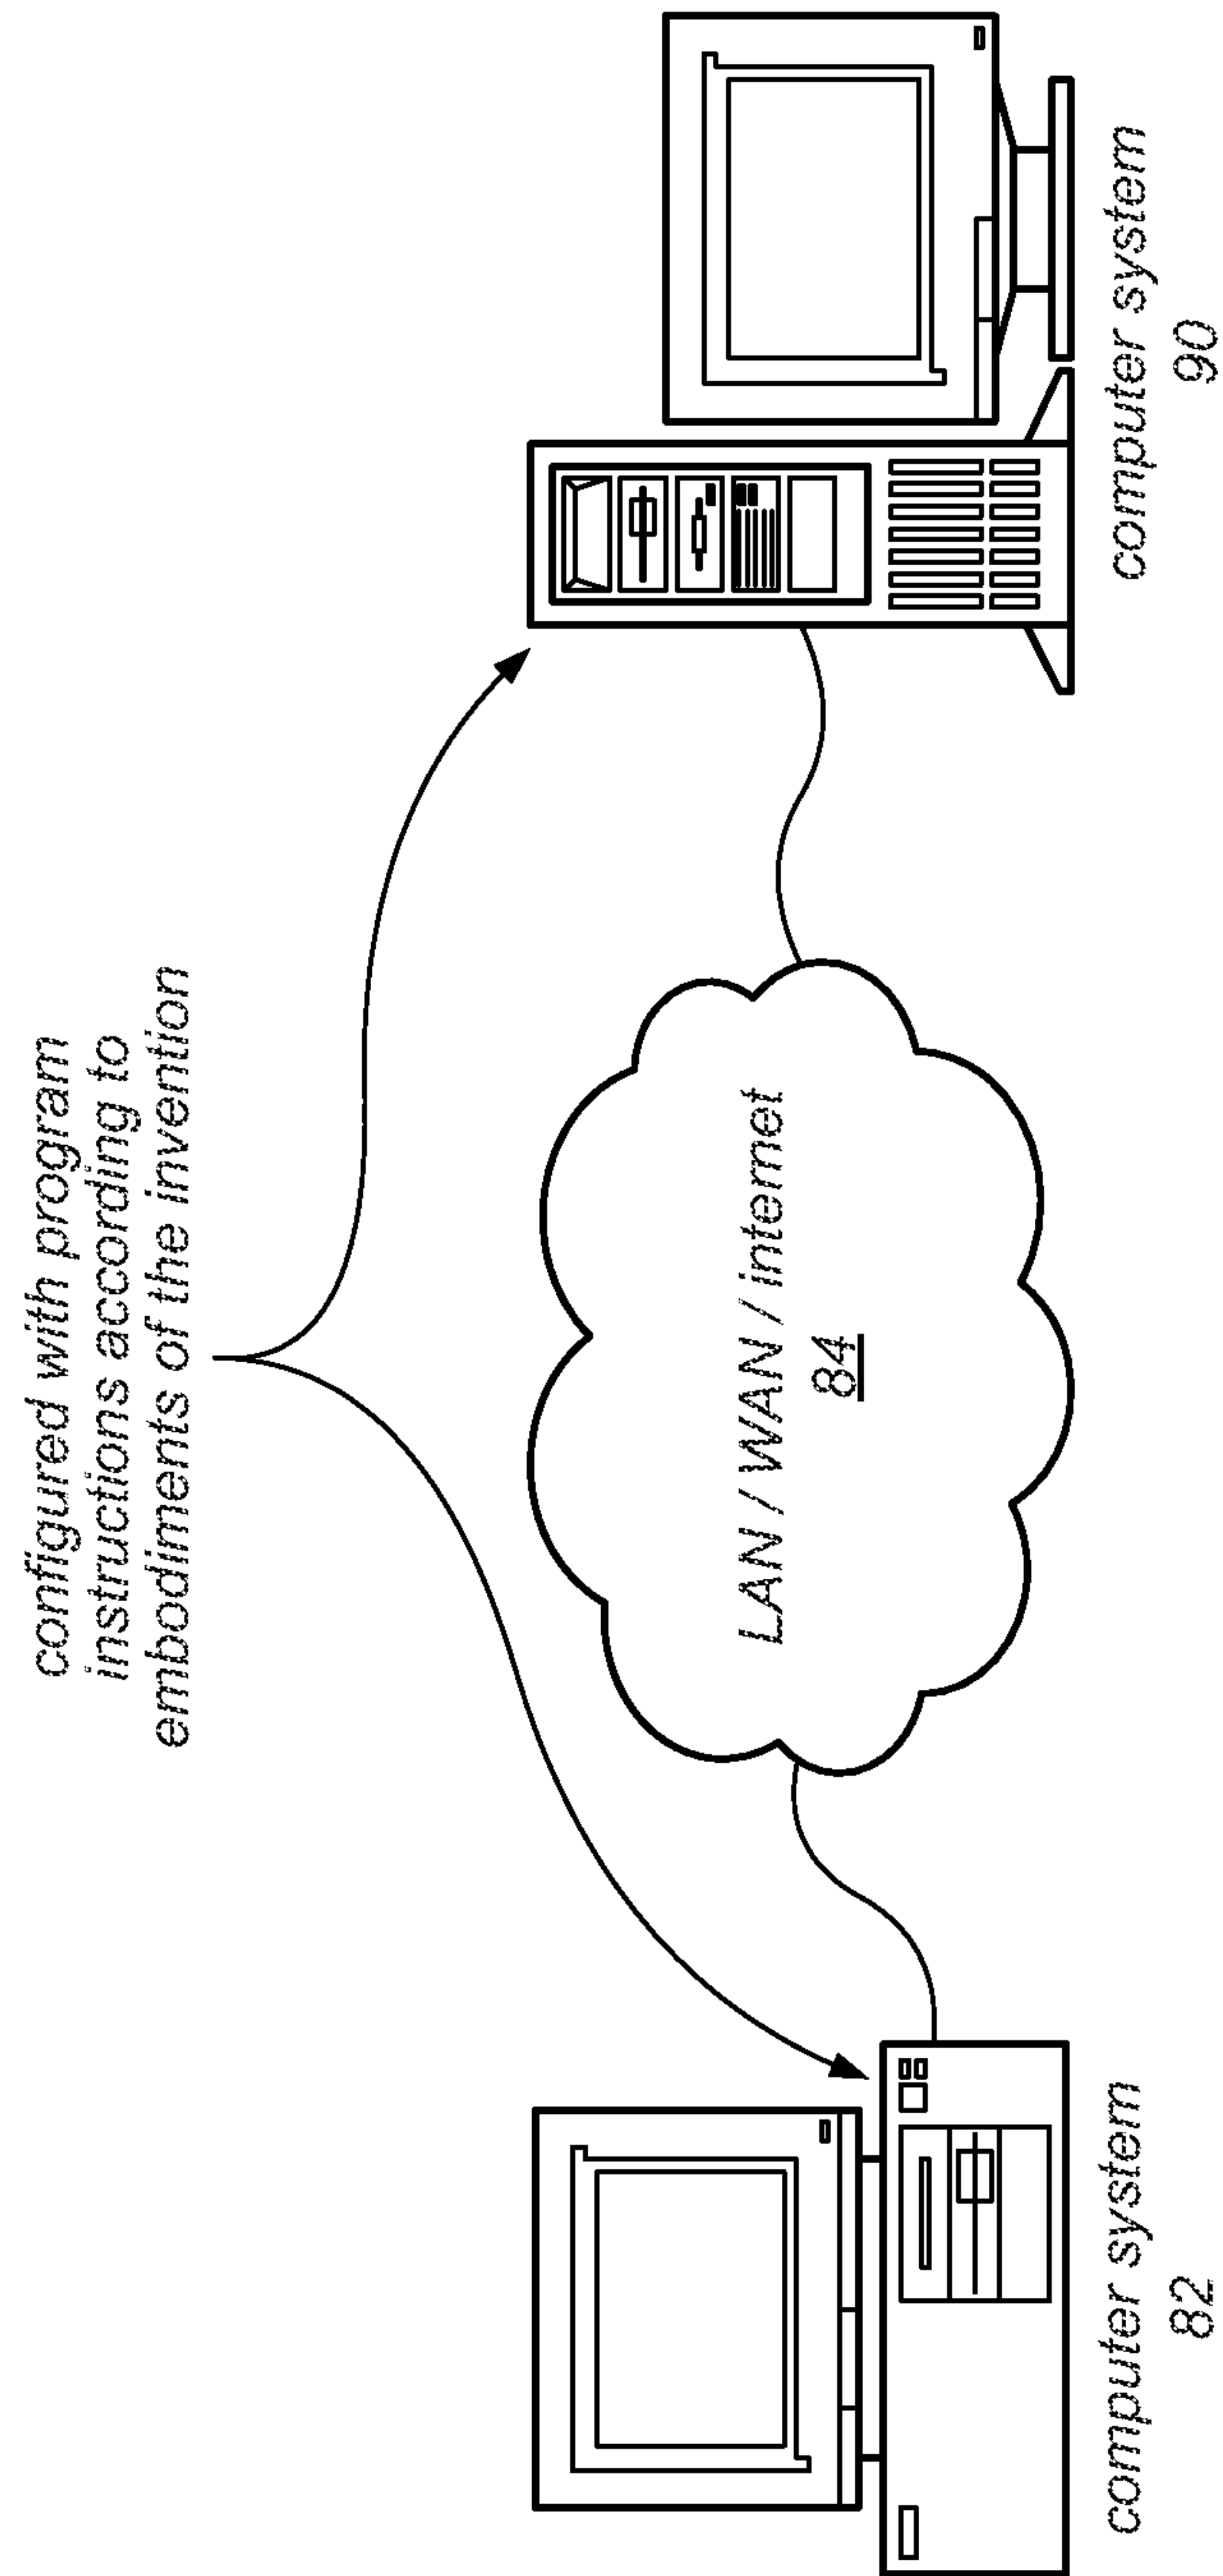 configured with program
instructions according to
embodiments of the invention
LAN / WAN / internet
84
computer system
82
computer system
90